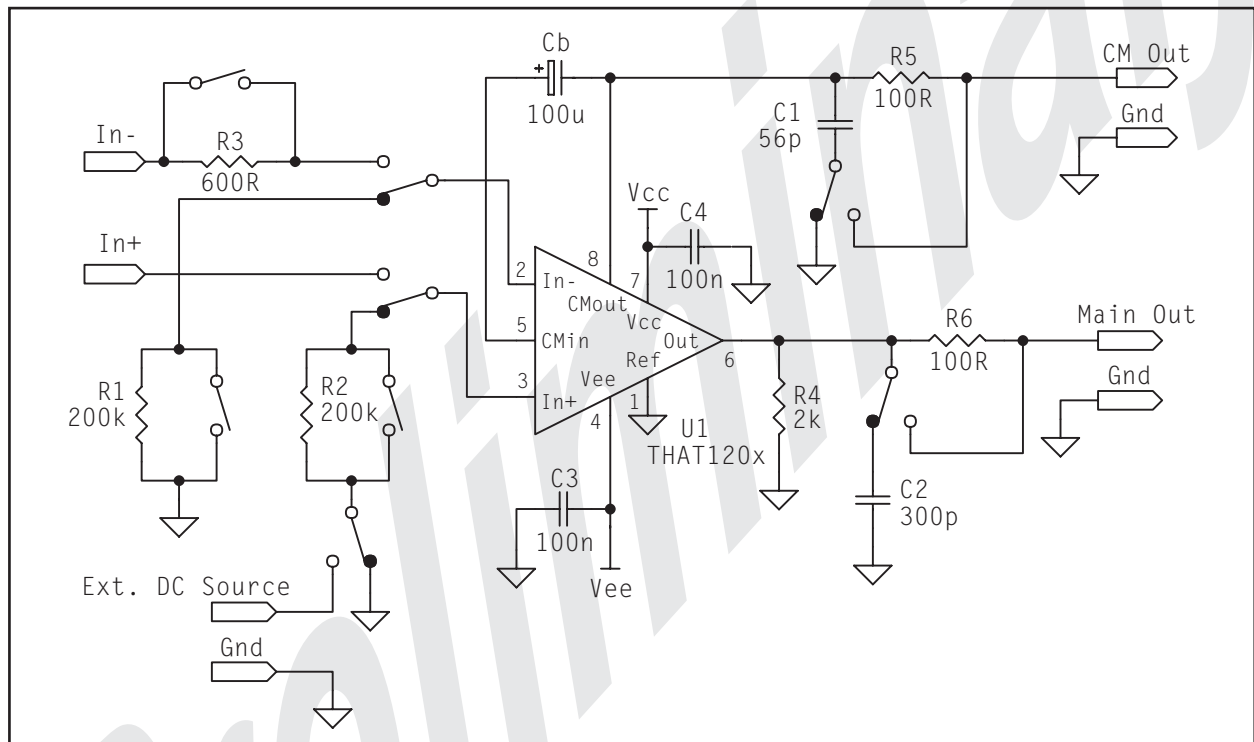 Cb
+
100u
R5
100R
CM Out
C1
56p
Gnd
In-
R3
600R
Vcc
C4
100n
In+
2
In-
8
CMout
7
Vcc
5
CMin
Out
6
Ref
3
In+
Vee
4
1
U1
THAT120x
R6
100R
Main Out
Gnd
R4
2k
R1
200k
R2
200k
C2
300p
C3
100n
Vee
Ext. DC Source
Gnd